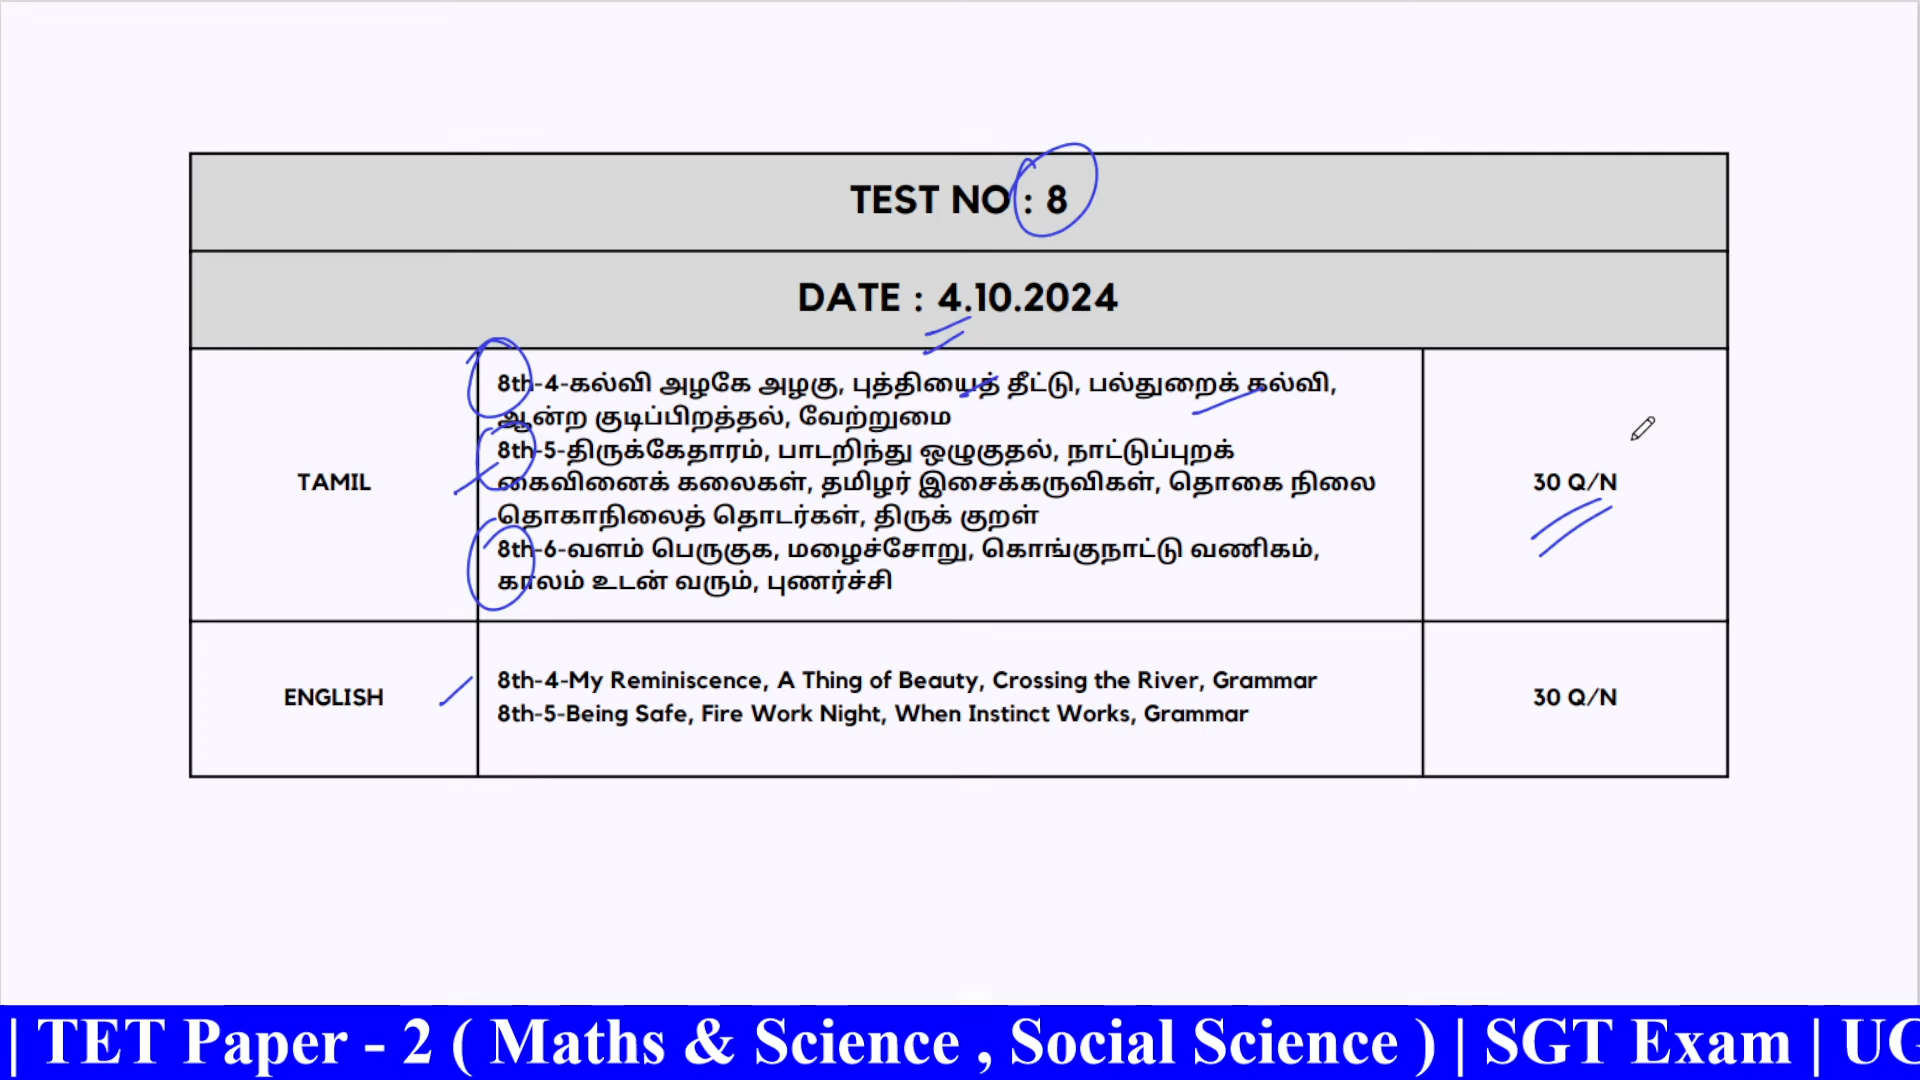 TEST NO : 8
DATE : 4.10.2024
TAMIL
8th-4-கல்வி அழகே அழகு, புத்தியைத் தீட்டு, பல்துறைக் கல்வி,
ஆன்ற குடிப்பிறத்தல், வேற்றுமை
8th-5-திருக்கேதாரம், பாடறிந்து ஒழுகுதல், நாட்டுப்புறக்
கைவினைக் கலைகள், தமிழர் இசைக்கருவிகள், தொகை நிலை
தொகாநிலைத் தொடர்கள், திருக் குறள்
8th-6-வளம் பெருகுக, மழைச்சோறு, கொங்குநாட்டு வணிகம்,
காலம் உடன் வரும், புணர்ச்சி
30 Q/N
ENGLISH
8th-4-My Reminiscence, A Thing of Beauty, Crossing the River, Grammar
8th-5-Being Safe, Fire Work Night, When Instinct Works, Grammar
30 Q/N
| TET Paper - 2 ( Maths & Science , Social Science ) | SGT Exam | UG